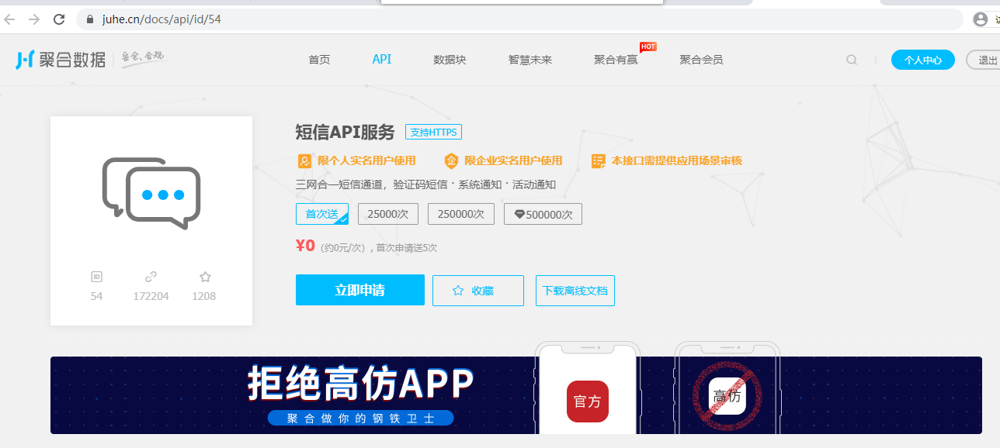 juhe.cn/docs/api/id/54
聚合数据 安全、合规
首页 API 数据块 智慧未来 聚合有赢 HOT 聚合会员 个人中心 退出
短信API服务 支持HTTPS
限个人实名用户使用 企 限企业实名用户使用 本接口需提供应用场景审核
三网合一短信通道，验证码短信·系统通知·活动通知
首次送 25000次 250000次 500000次
¥0 （约0元/次），首次申请送5次
ID
54 172204 1208
立即申请 收藏 下载离线文档
拒绝高仿APP
聚合做你的钢铁卫士
官方 高仿